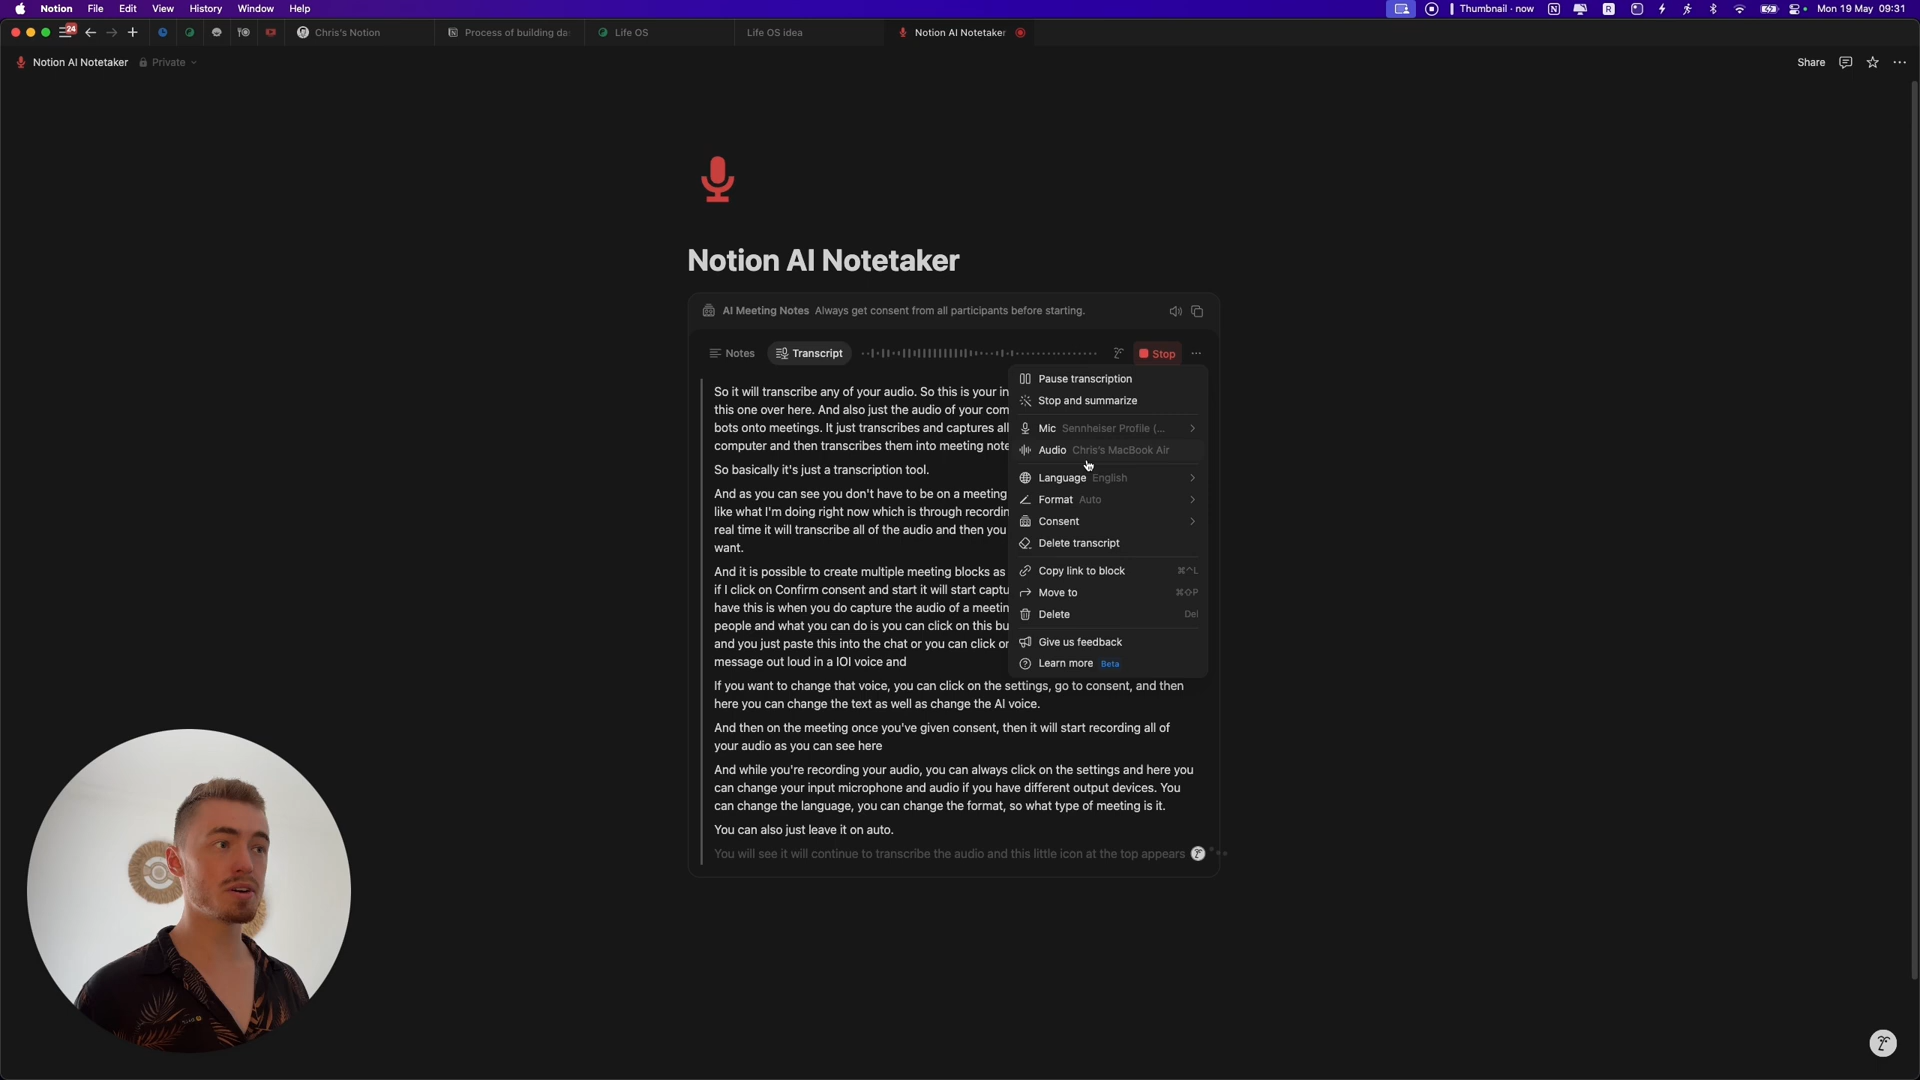 Notion File Edit View History Window Help
Thumbnail · now
Mon 19 May 09:31
24
Chris's Notion
Process of building da
Life OS
Life OS idea
Notion AI Notetaker
Notion AI Notetaker Private
Share
Notion AI Notetaker
AI Meeting Notes Always get consent from all participants before starting.
Notes Transcript Stop
So it will transcribe any of your audio. So this is your in
this one over here. And also just the audio of your com
bots onto meetings. It just transcribes and captures all
computer and then transcribes them into meeting note
So basically it's just a transcription tool.
And as you can see you don't have to be on a meeting
like what I'm doing right now which is through recordin
real time it will transcribe all of the audio and then you
want.
And it is possible to create multiple meeting blocks as
if I click on Confirm consent and start it will start captu
have this is when you do capture the audio of a meetin
people and what you can do is you can click on this bu
and you just paste this into the chat or you can click or
message out loud in a IOI voice and
If you want to change that voice, you can click on the settings, go to consent, and then
here you can change the text as well as change the AI voice.
And then on the meeting once you've given consent, then it will start recording all of
your audio as you can see here
And while you're recording your audio, you can always click on the settings and here you
can change your input microphone and audio if you have different output devices. You
can change the language, you can change the format, so what type of meeting is it.
You can also just leave it on auto.
You will see it will continue to transcribe the audio and this little icon at the top appears
Pause transcription
Stop and summarize
Mic Sennheiser Profile (...
Audio Chris's MacBook Air
Language English
Format Auto
Consent
Delete transcript
Copy link to block ⌘^L
Move to ⌘⇧P
Delete Del
Give us feedback
Learn more Beta